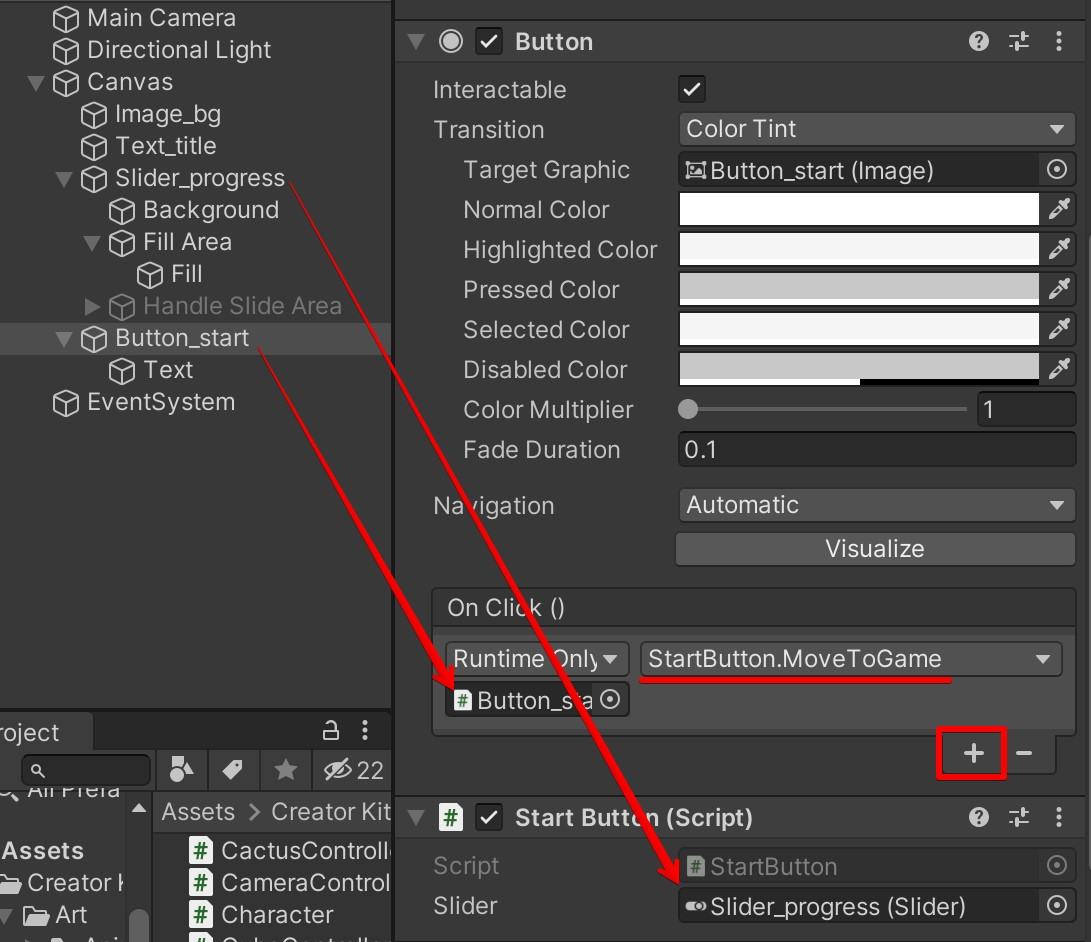 Main Camera
Directional Light
Canvas
Image_bg
Text_title
Slider_progress
Background
Fill Area
Fill
Handle Slide Area
Button_start
Text
EventSystem
Button
Interactable
Transition
Color Tint
Target Graphic
Button_start (Image)
Normal Color
Highlighted Color
Pressed Color
Selected Color
Disabled Color
Color Multiplier
1
Fade Duration
0.1
Navigation
Automatic
Visualize
On Click ()
Runtime Only
StartButton.MoveToGame
# Button_sta
+ −
roject
22
All Prefa
Assets
Creator K
Art
Assets > Creator Kit
# CactusControll
# CameraControl
# Character
# Start Button (Script)
Script
# StartButton
Slider
Slider_progress (Slider)